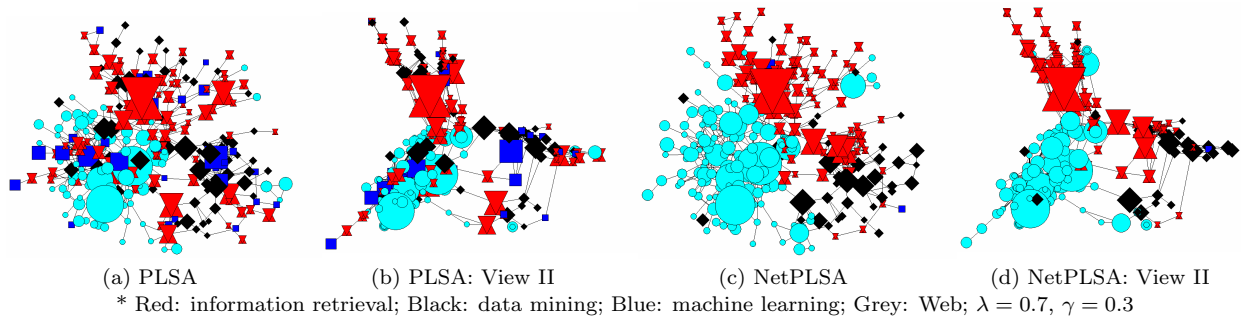 (a) PLSA (b) PLSA: View II (c) NetPLSA (d) NetPLSA: View II
* Red: information retrieval; Black: data mining; Blue: machine learning; Grey: Web; λ = 0.7, γ = 0.3